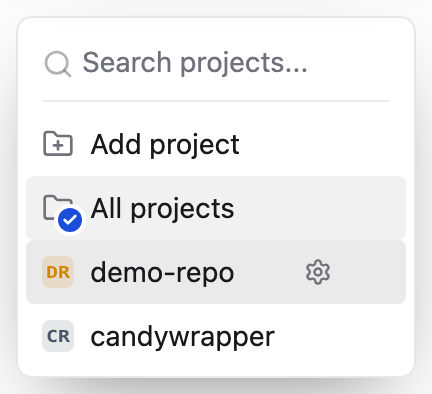 Search projects...
Add project
All projects
DR demo-repo
CR candywrapper